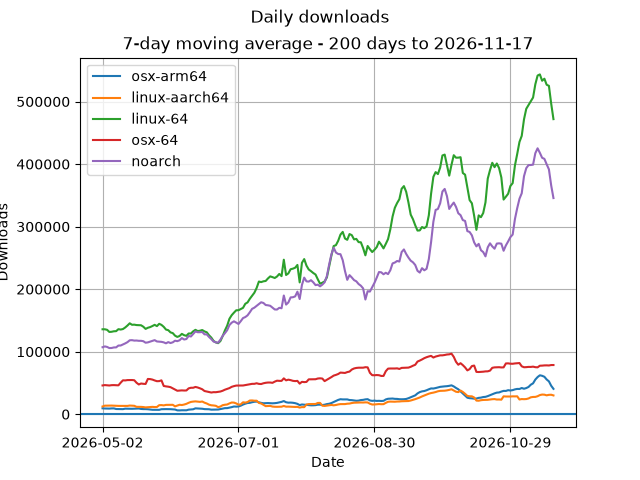 Daily downloads
7-day moving average - 200 days to 2026-11-17
osx-arm64
linux-aarch64
linux-64
osx-64
noarch
500000
400000
300000
200000
100000
0
Downloads
2026-05-02
2026-07-01
2026-08-30
2026-10-29
Date